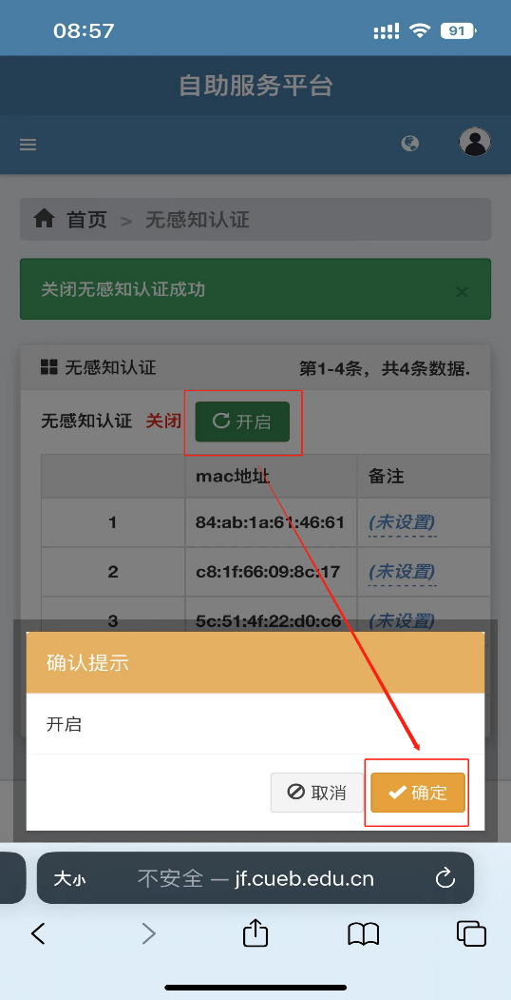 08:57
91
自助服务平台
首页 > 无感知认证
关闭无感知认证成功 ×
无感知认证 第1-4条，共4条数据.
无感知认证 关闭 开启
mac地址 备注
1 84:ab:1a:61:46:61 (未设置)
2 c8:1f:66:09:8c:17 (未设置)
3 5c:51:4f:22:d0:c6 (未设置)
确认提示
开启
取消 确定
大小 不安全 — jf.cueb.edu.cn